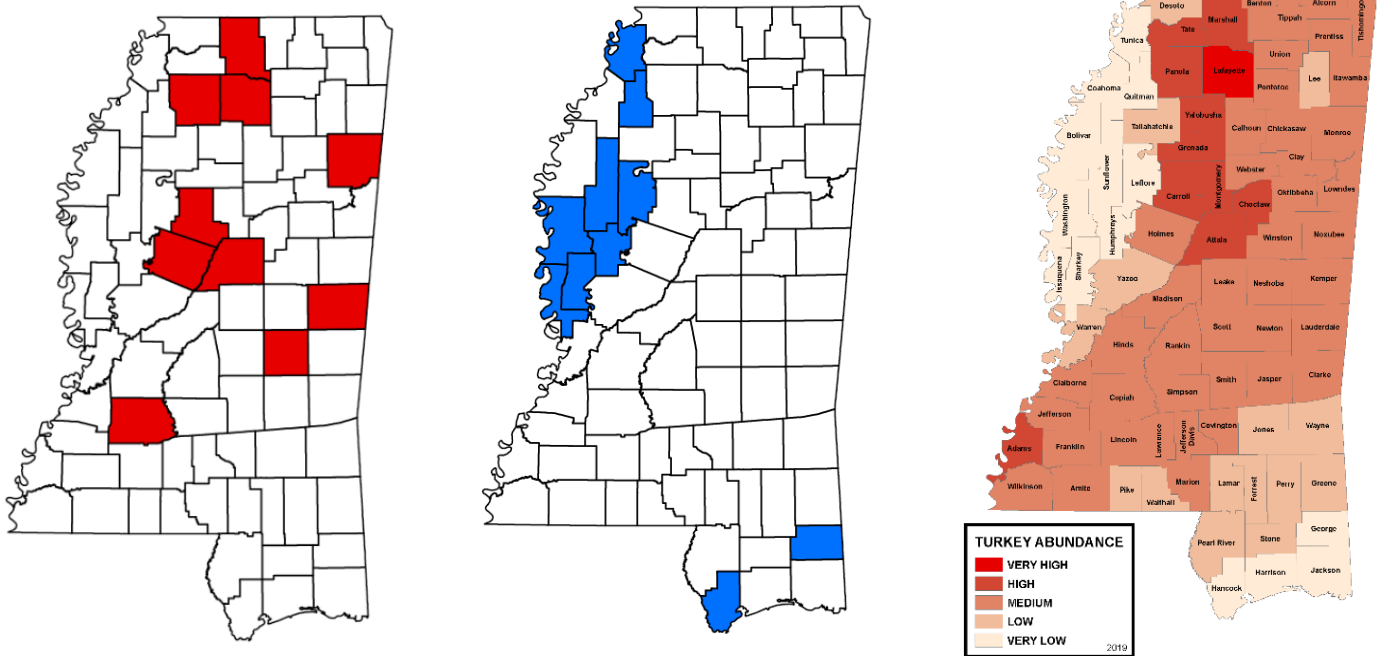 Desoto
Benton
Alcorn
Marshall
Tippah
Tishomingo
Tate
Prentiss
Tunica
Union
Panola
Lafayette
Lee
Itawamba
Coahoma
Pontotoc
Quitman
Yalobusha
Tallahatchie
Calhoun
Chickasaw
Monroe
Bolivar
Grenada
Clay
Sunflower
Webster
Leflore
Montgomery
Oktibbeha
Lowndes
Carroll
Choctaw
Washington
Humphreys
Holmes
Attala
Winston
Noxubee
Issaquena
Sharkey
Yazoo
Leake
Neshoba
Kemper
Madison
Warren
Scott
Newton
Lauderdale
Hinds
Rankin
Claiborne
Smith
Jasper
Clarke
Copiah
Simpson
Jefferson
Covington
Jones
Wayne
Adams
Franklin
Lincoln
Lawrence
Jefferson
Davis
Wilkinson
Amite
Pike
Walthall
Marion
Lamar
Forrest
Perry
Greene
George
Pearl River
Stone
Harrison
Jackson
Hancock
TURKEY ABUNDANCE
VERY HIGH
HIGH
MEDIUM
LOW
VERY LOW
2019